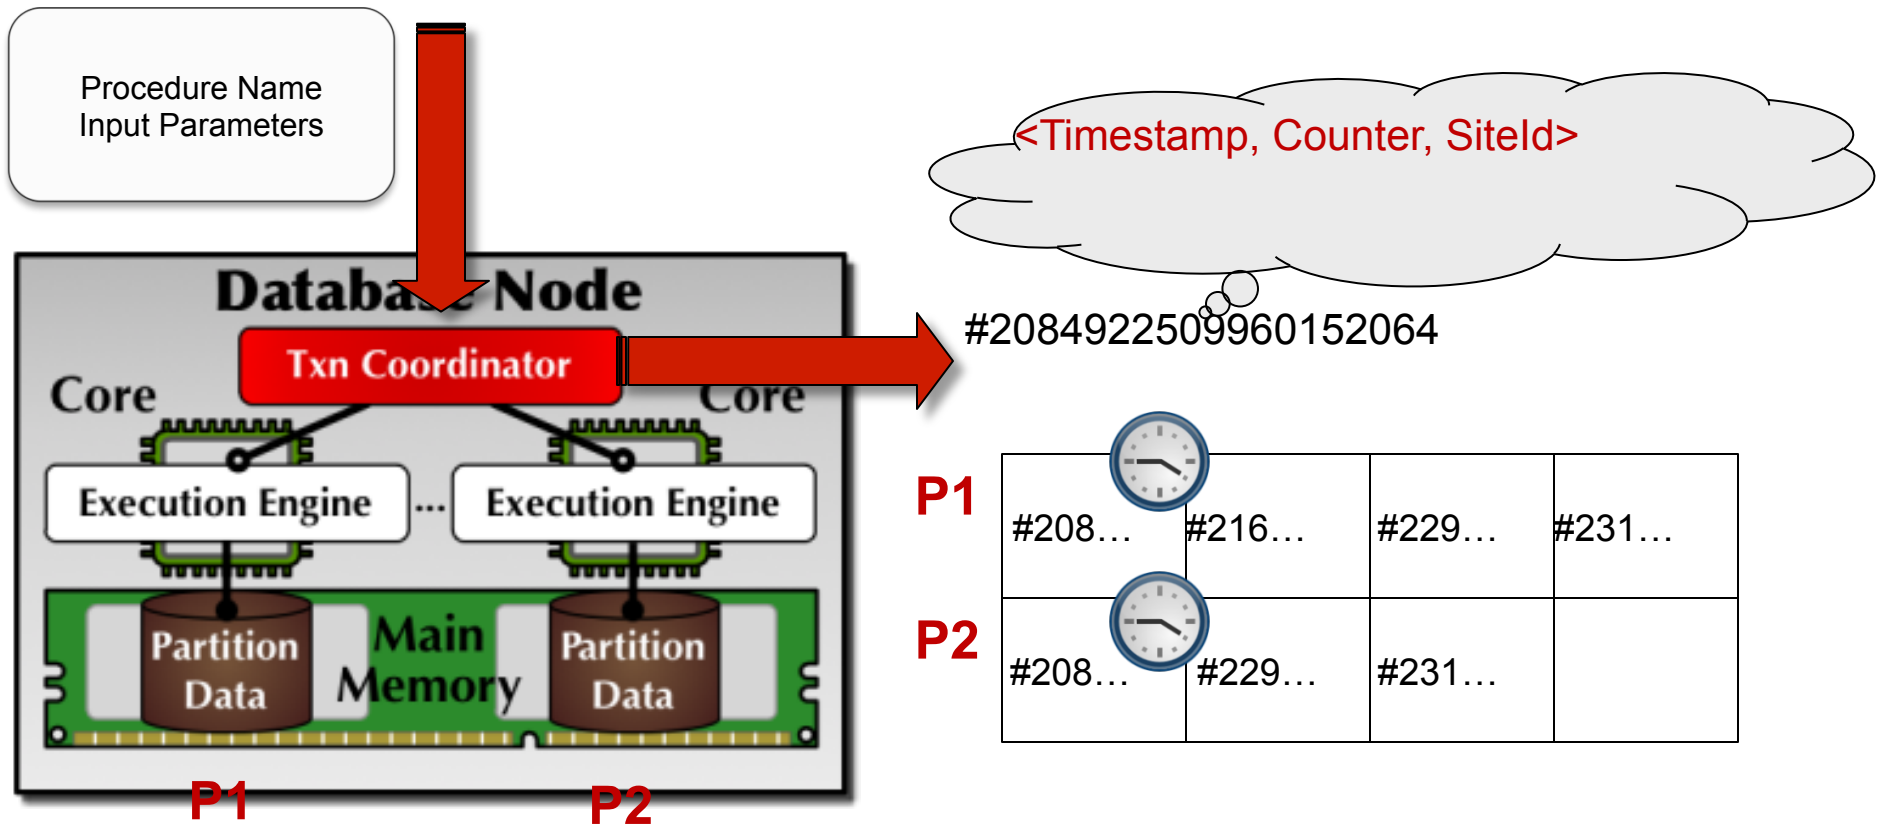 Procedure Name
Input Parameters
<Timestamp, Counter, SiteId>
Database Node
#2084922509960152064
Txn Coordinator
Core
Core
Execution Engine
...
Execution Engine
P1
#208…
#216…
#229…
#231…
P2
#208…
#229…
#231…
Partition
Data
Main
Memory
Partition
Data
P1
P2